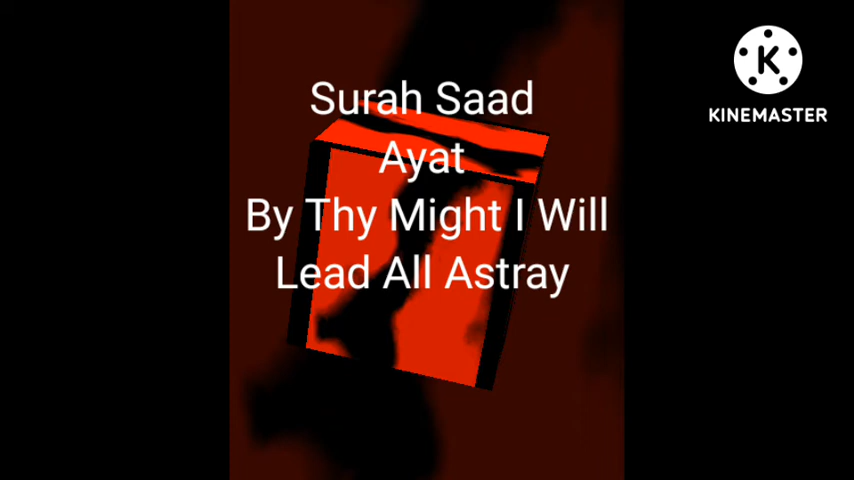 Surah Saad
Ayat
By Thy Might I Will
Lead All Astray
K
KINEMASTER